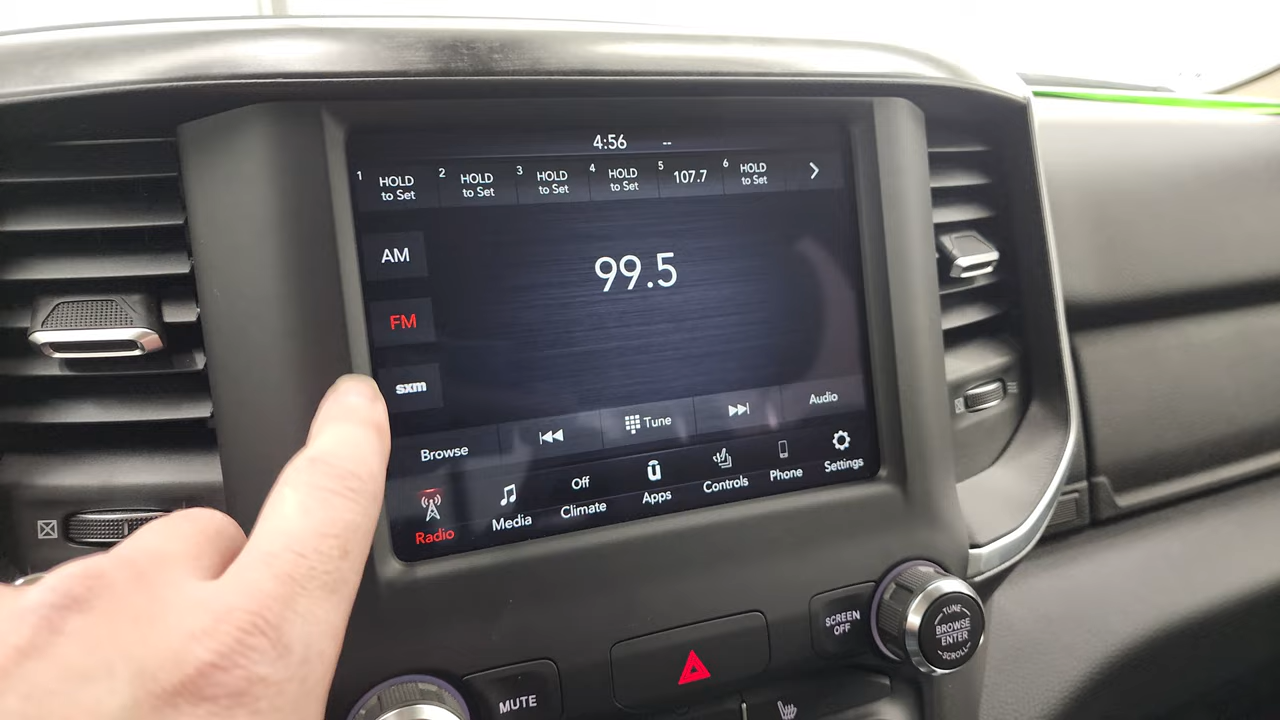 4:56 --
1 HOLD to Set
2 HOLD to Set
3 HOLD to Set
4 HOLD to Set
5 107.7
6 HOLD to Set
AM
99.5
FM
sxm
Browse
Tune
Audio
Radio
Media
Off
Climate
Apps
Controls
Phone
Settings
MUTE
SCREEN
OFF
TUNE
BROWSE
ENTER
SCROLL